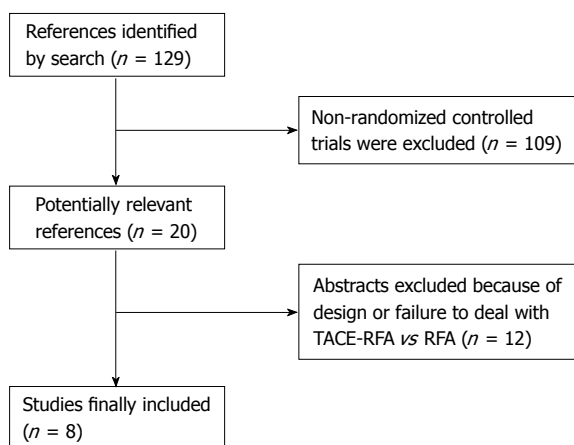 References identified
by search (n = 129)
Non-randomized controlled
trials were excluded (n = 109)
Potentially relevant
references (n = 20)
Abstracts excluded because of
design or failure to deal with
TACE-RFA vs RFA (n = 12)
Studies finally included
(n = 8)